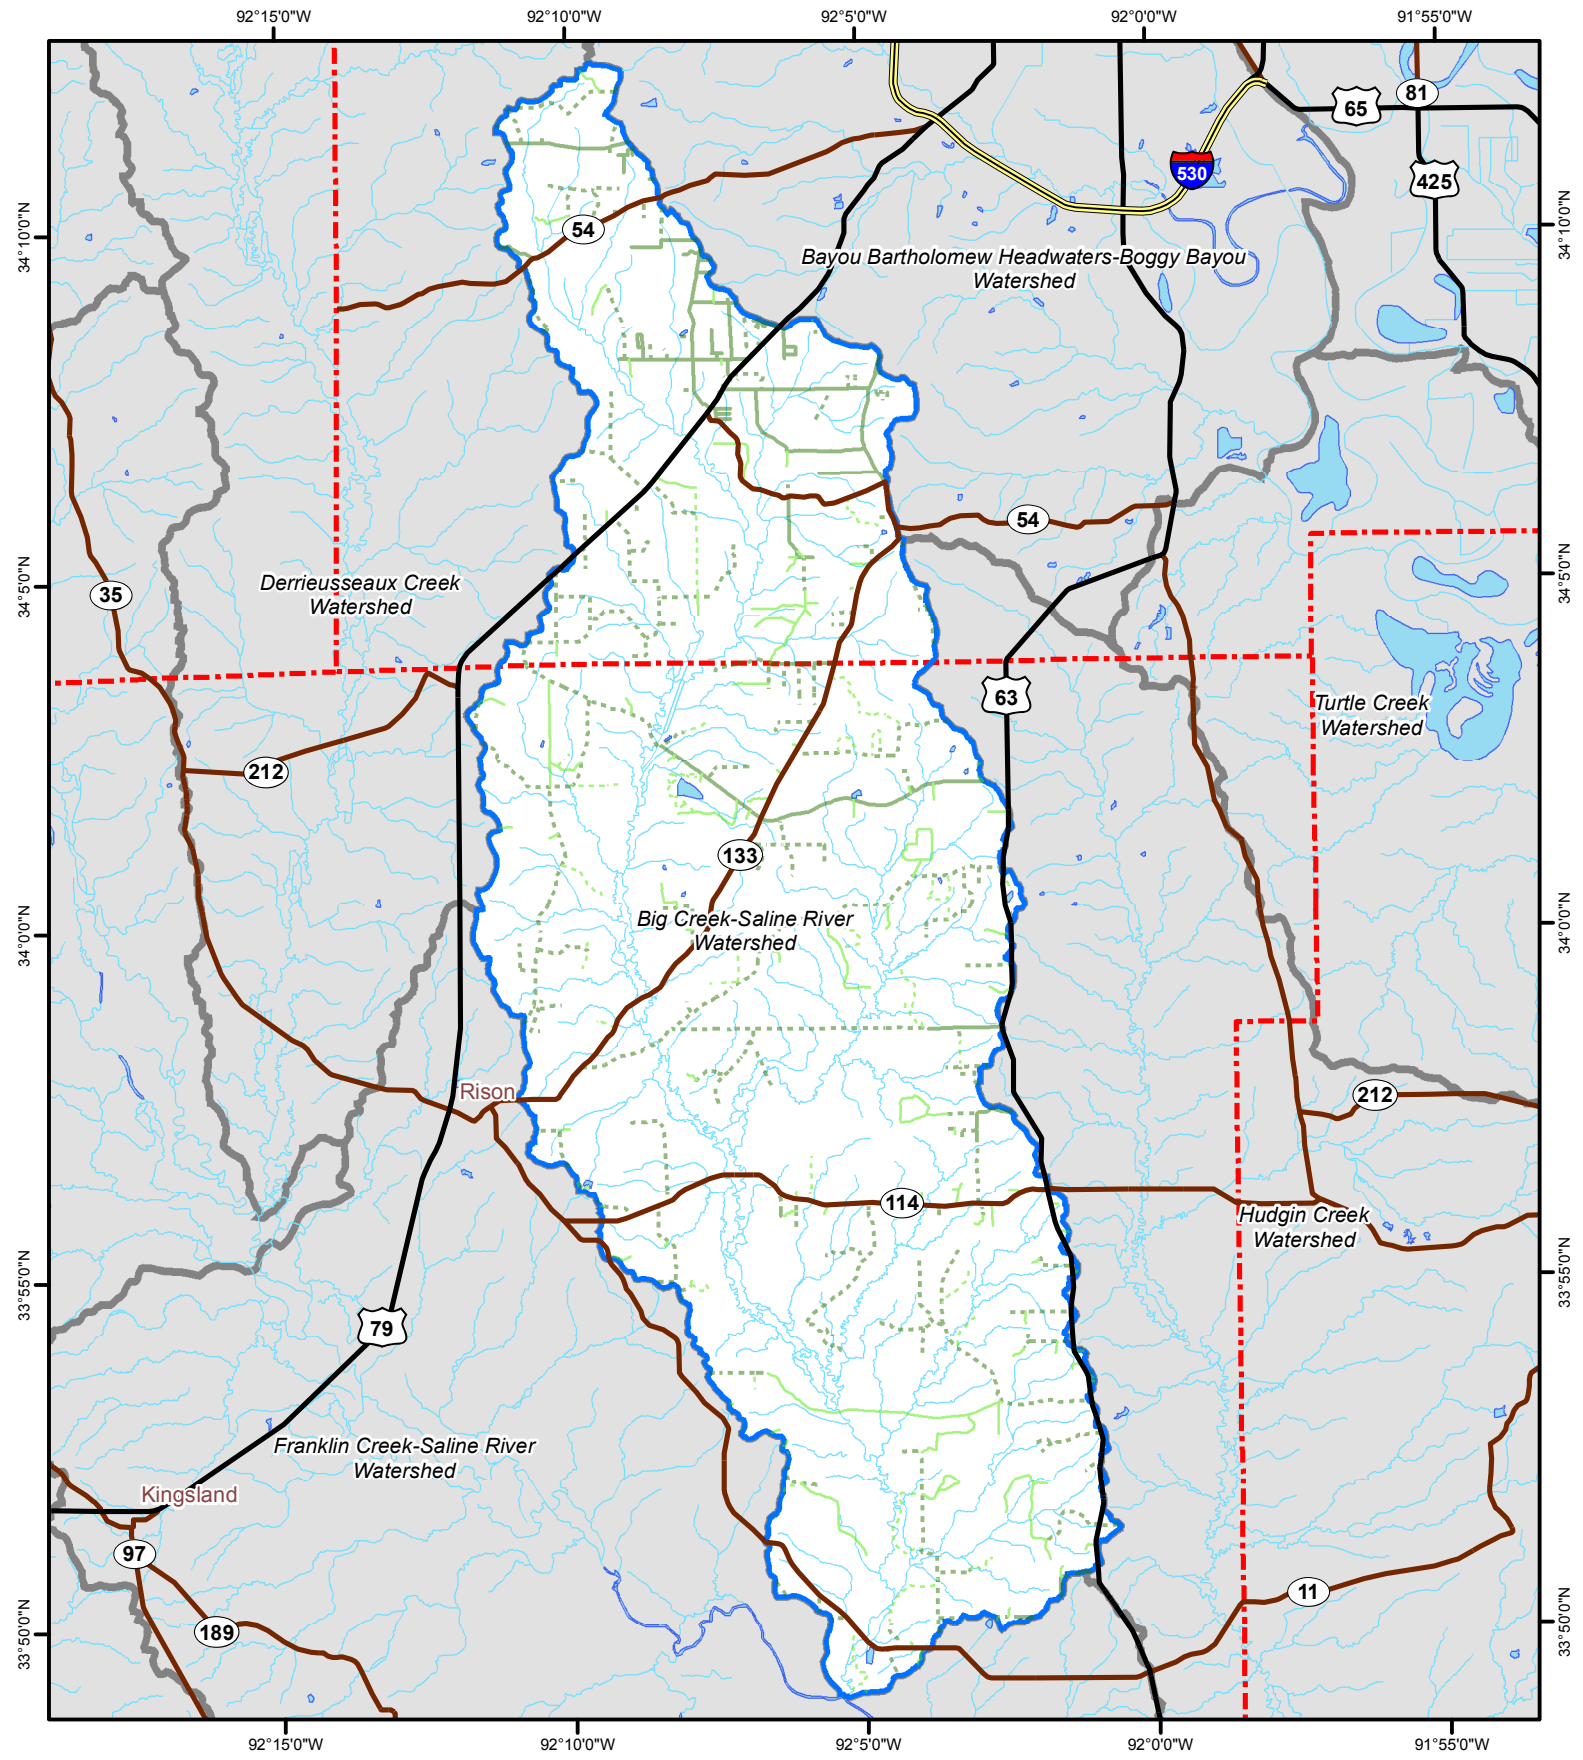 92°15'0"W
92°10'0"W
92°5'0"W
92°0'0"W
91°55'0"W
81
65
530
425
34°10'0"N
34°10'0"N
54
Bayou Bartholomew Headwaters-Boggy Bayou
Watershed
54
34°5'0"N
34°5'0"N
Derrieusseaux Creek
Watershed
35
63
Turtle Creek
Watershed
212
133
Big Creek-Saline River
Watershed
34°0'0"N
34°0'0"N
Rison
212
114
Hudgin Creek
Watershed
33°55'0"N
33°55'0"N
79
Franklin Creek-Saline River
Watershed
Kingsland
97
11
189
33°50'0"N
33°50'0"N
92°15'0"W
92°10'0"W
92°5'0"W
92°0'0"W
91°55'0"W